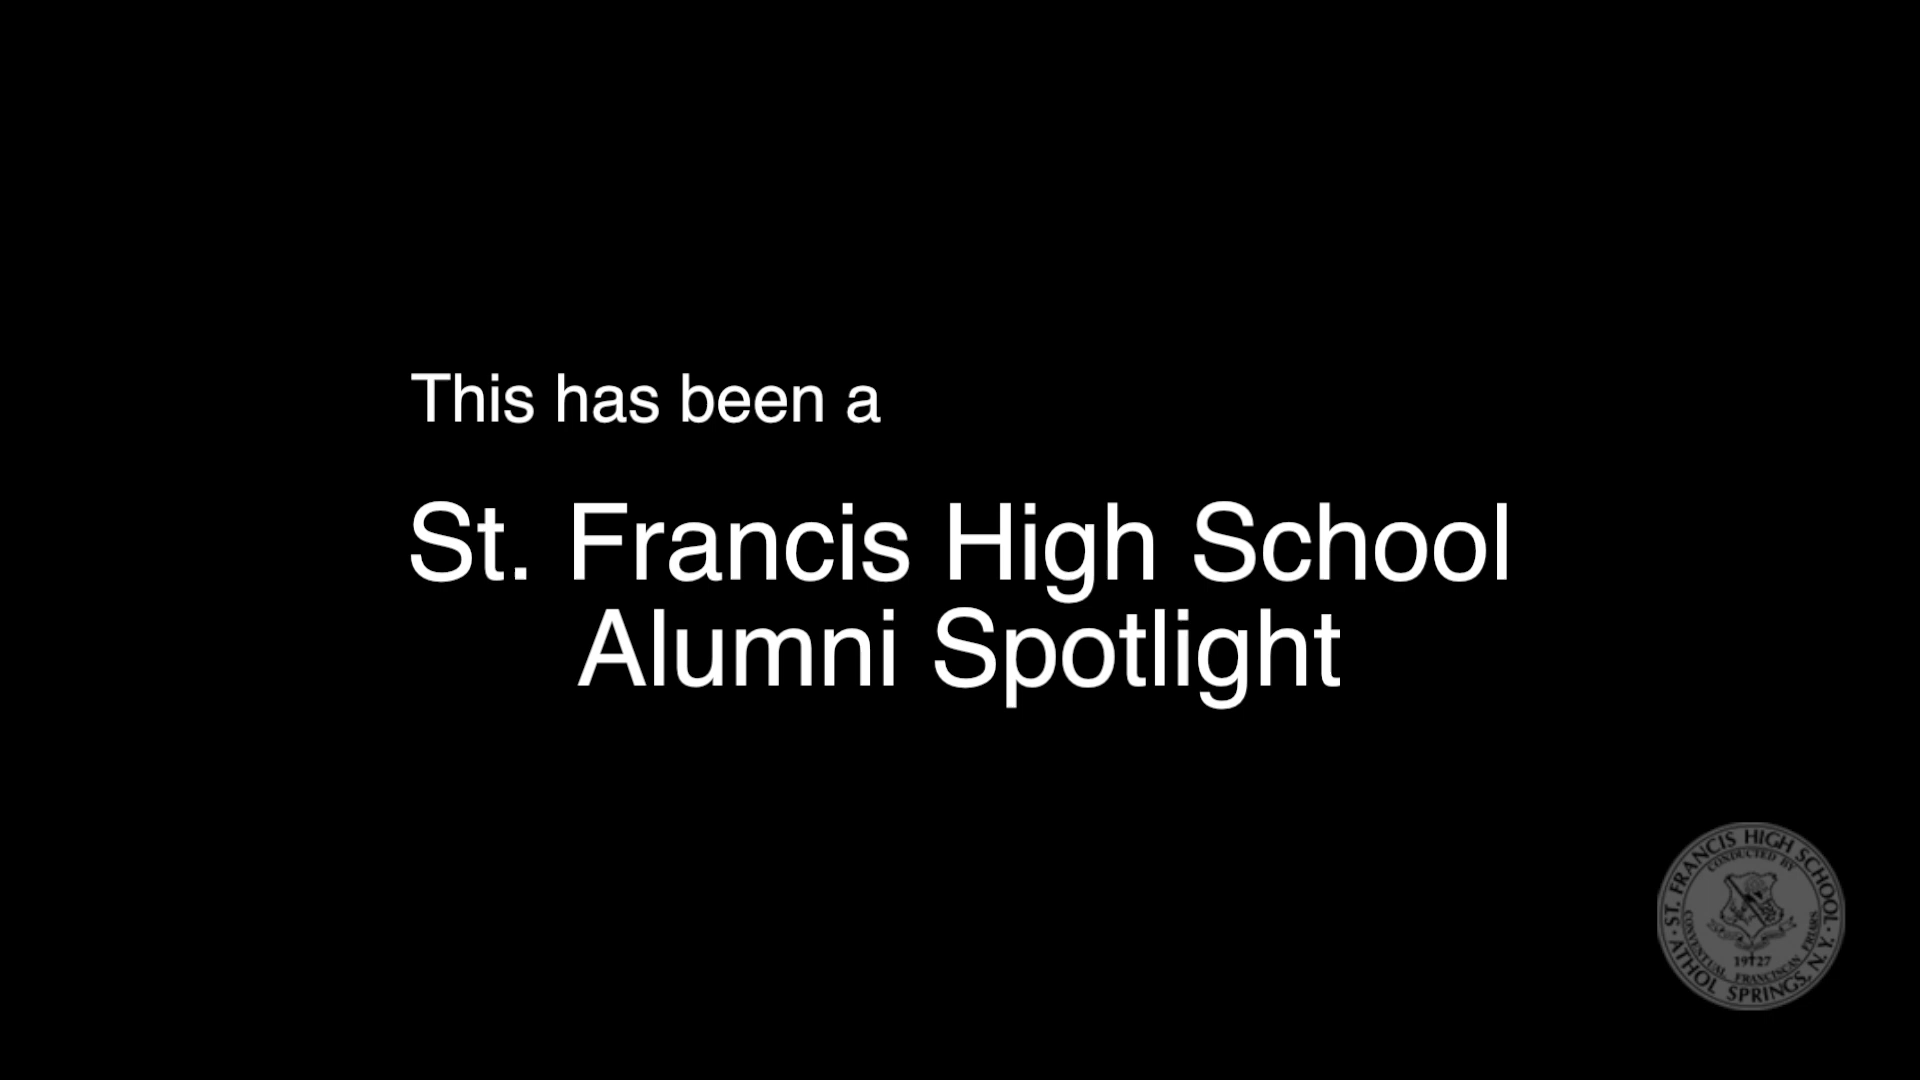 This has been a
St. Francis High School
Alumni Spotlight
ST. FRANCIS HIGH SCHOOL
CONDUCTED BY
CONVENTUAL FRANCISCAN FRIARS
1927
ATHOL SPRINGS, N.Y.